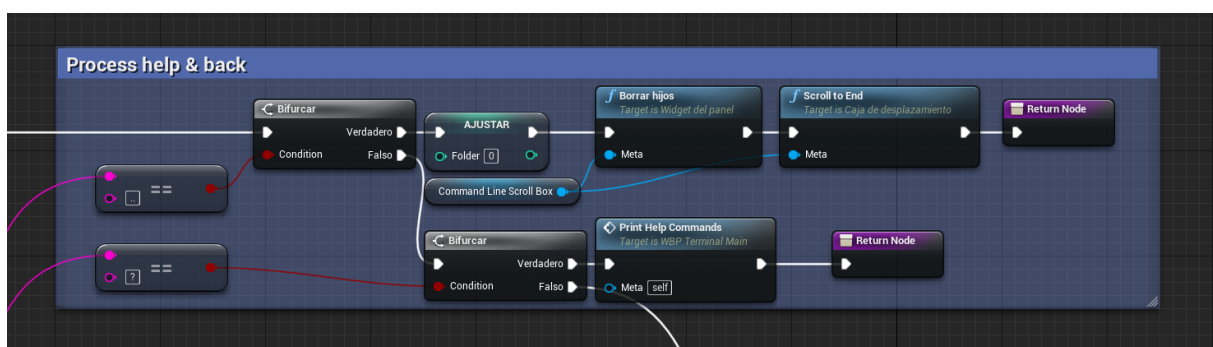 Process help & back
Bifurcar
Verdadero
Condition
Falso
AJUSTAR
Folder 0
Borrar hijos
Target is Widget del panel
Meta
Scroll to End
Target is Caja de desplazamiento
Meta
Return Node
.. ==
Command Line Scroll Box
Bifurcar
Verdadero
Condition
Falso
Print Help Commands
Target is WBP Terminal Main
Meta self
Return Node
? ==